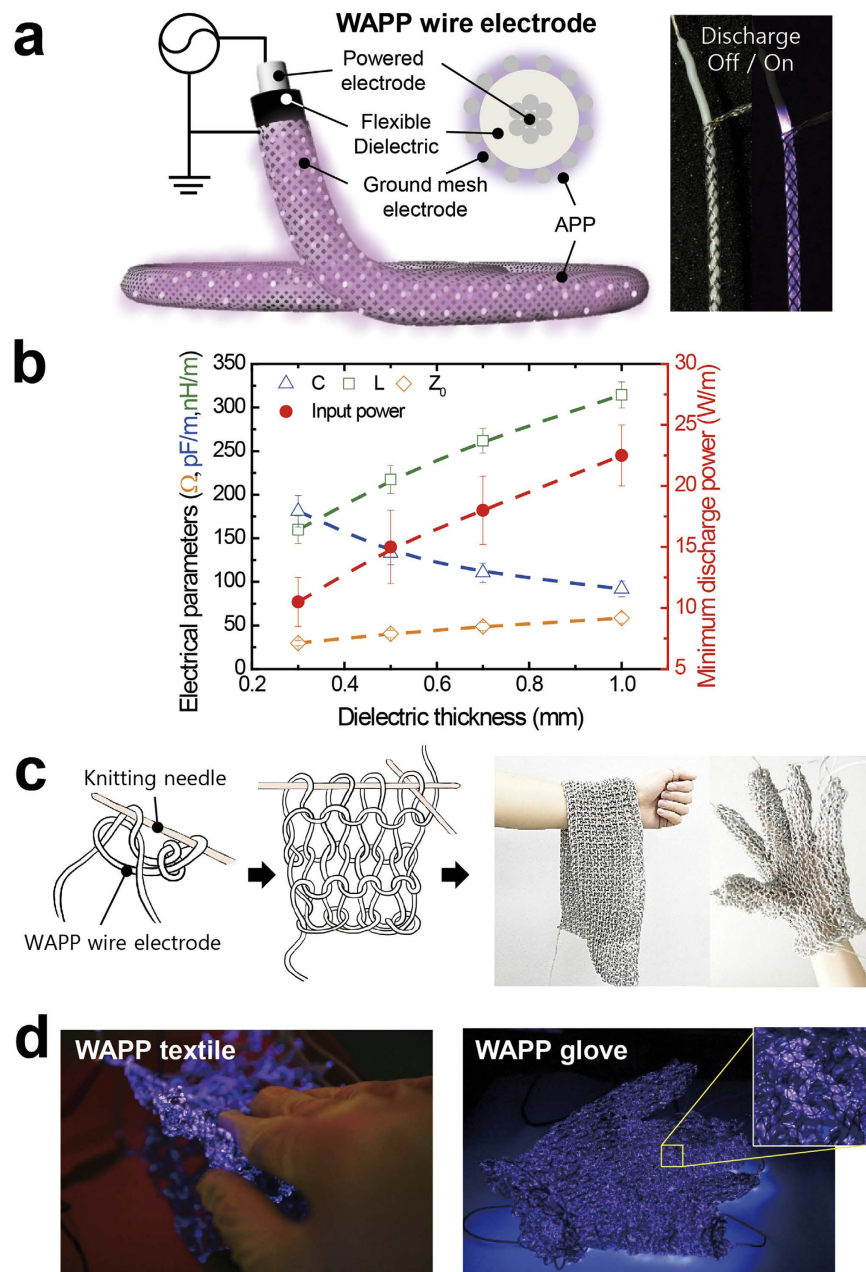 a
WAPP wire electrode
Powered
electrode
Flexible
Dielectric
Ground mesh
electrode
APP
Discharge
Off / On
b
Electrical parameters (Ω, pF/m, nH/m)
350
300
250
200
150
100
50
0
C L Z0
Input power
30
25
20
15
10
5
Minimum discharge power (W/m)
0.2 0.4 0.6 0.8 1.0
Dielectric thickness (mm)
c
Knitting needle
WAPP wire electrode
d
WAPP textile
WAPP glove